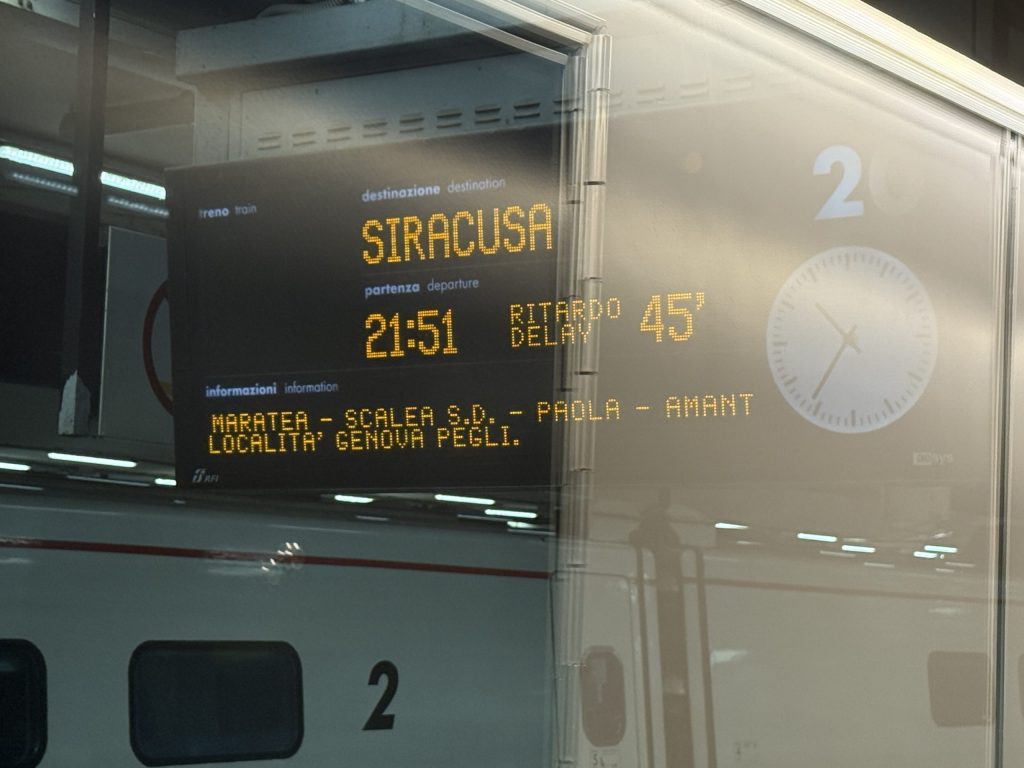 treno train
destinazione destination
SIRACUSA
2
partenza departure
21:51
RITARDO
DELAY
45'
informazioni information
MARATEA - SCALEA S.D. - PAOLA - AMANT
LOCALITA' GENOVA PEGLI.
RFI
2